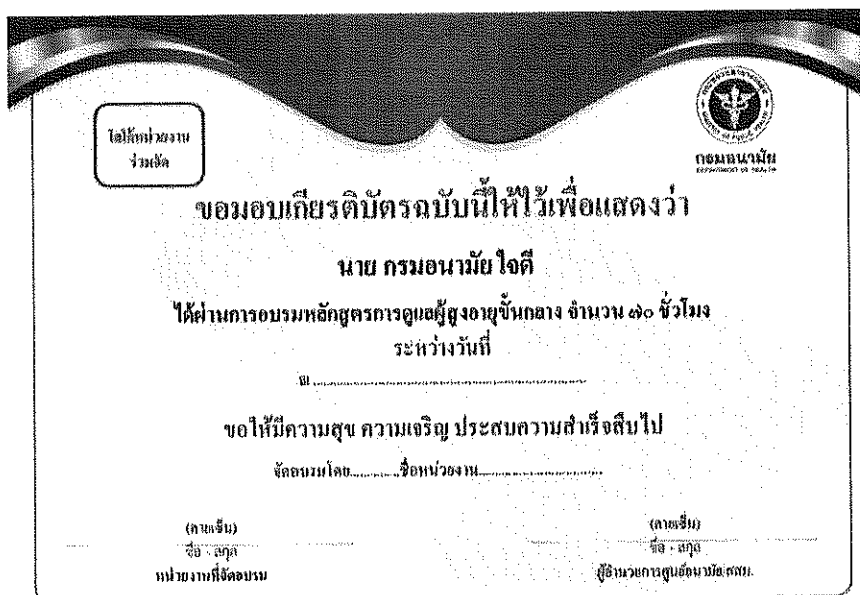 โลโก้หน่วยงาน
ร่วมจัด
กรมอนามัย
DEPARTMENT OF HEALTH
ขอมอบเกียรติบัตรฉบับนี้ให้ไว้เพื่อแสดงว่า
นาย กรมอนามัย ใจดี
ได้ผ่านการอบรมหลักสูตรการดูแลผู้สูงอายุขั้นกลาง จำนวน ๗๐ ชั่วโมง
ระหว่างวันที่
ณ ........................................................................
ขอให้มีความสุข ความเจริญ ประสบความสำเร็จสืบไป
จัดอบรมโดย.............ชื่อหน่วยงาน................................
(ลายเซ็น)
ชื่อ - สกุล
หน่วยงานที่จัดอบรม
(ลายเซ็น)
ชื่อ - สกุล
ผู้อำนวยการศูนย์อนามัย/สสม.